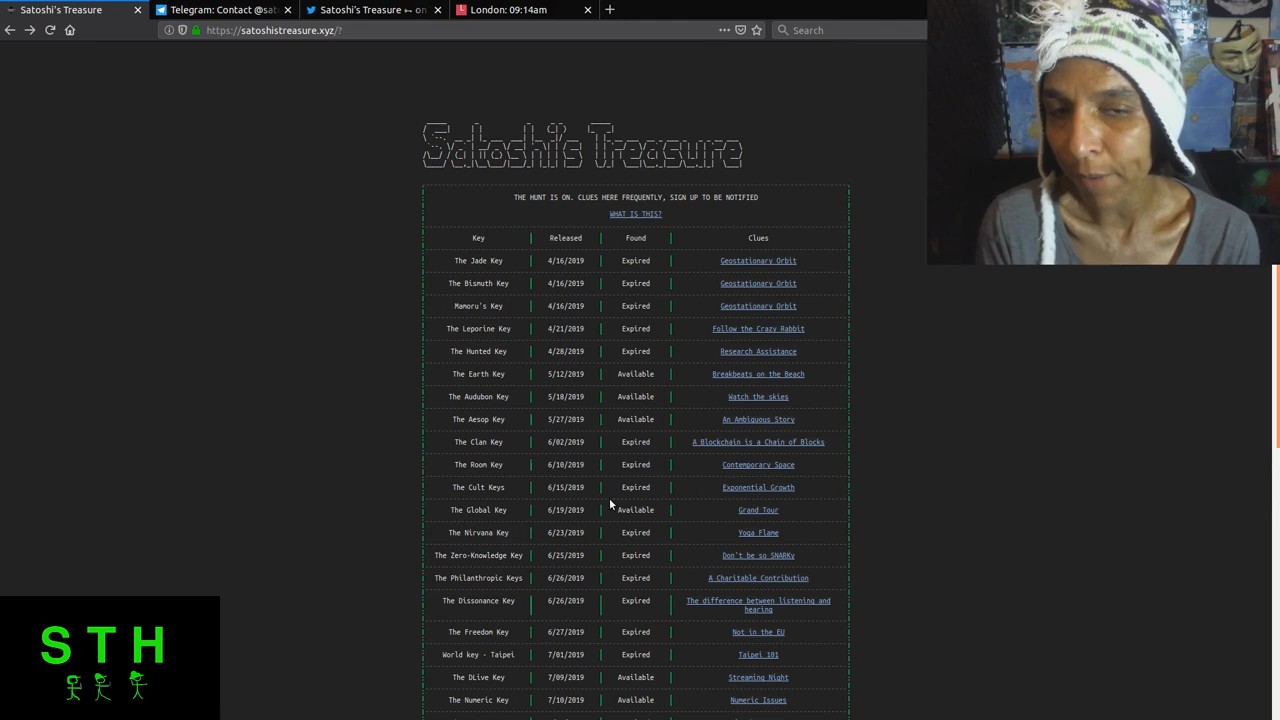 Satoshi's Treasure
Telegram: Contact @sat
Satoshi's Treasure 🗝 on
London: 09:14am
https://satoshistreasure.xyz/?
Search
Satoshi's Treasure
THE HUNT IS ON. CLUES HERE FREQUENTLY, SIGN UP TO BE NOTIFIED
WHAT IS THIS?
Key | Released | Found | Clues
The Jade Key | 4/16/2019 | Expired | Geostationary Orbit
The Bismuth Key | 4/16/2019 | Expired | Geostationary Orbit
Mamoru's Key | 4/16/2019 | Expired | Geostationary Orbit
The Leporine Key | 4/21/2019 | Expired | Follow the Crazy Rabbit
The Hunted Key | 4/28/2019 | Expired | Research Assistance
The Earth Key | 5/12/2019 | Available | Breakbeats on the Beach
The Audubon Key | 5/18/2019 | Available | Watch the skies
The Aesop Key | 5/27/2019 | Available | An Ambiguous Story
The Clan Key | 6/02/2019 | Expired | A Blockchain is a Chain of Blocks
The Room Key | 6/10/2019 | Expired | Contemporary Space
The Cult Keys | 6/15/2019 | Expired | Exponential Growth
The Global Key | 6/19/2019 | Available | Grand Tour
The Nirvana Key | 6/23/2019 | Expired | Yoga Flame
The Zero-Knowledge Key | 6/25/2019 | Expired | Don't be so SNARKy
The Philanthropic Keys | 6/26/2019 | Expired | A Charitable Contribution
The Dissonance Key | 6/26/2019 | Expired | The difference between listening and
hearing
The Freedom Key | 6/27/2019 | Expired | Not in the EU
World key - Taipei | 7/01/2019 | Expired | Taipei 101
The DLive Key | 7/09/2019 | Available | Streaming Night
The Numeric Key | 7/10/2019 | Available | Numeric Issues
STH